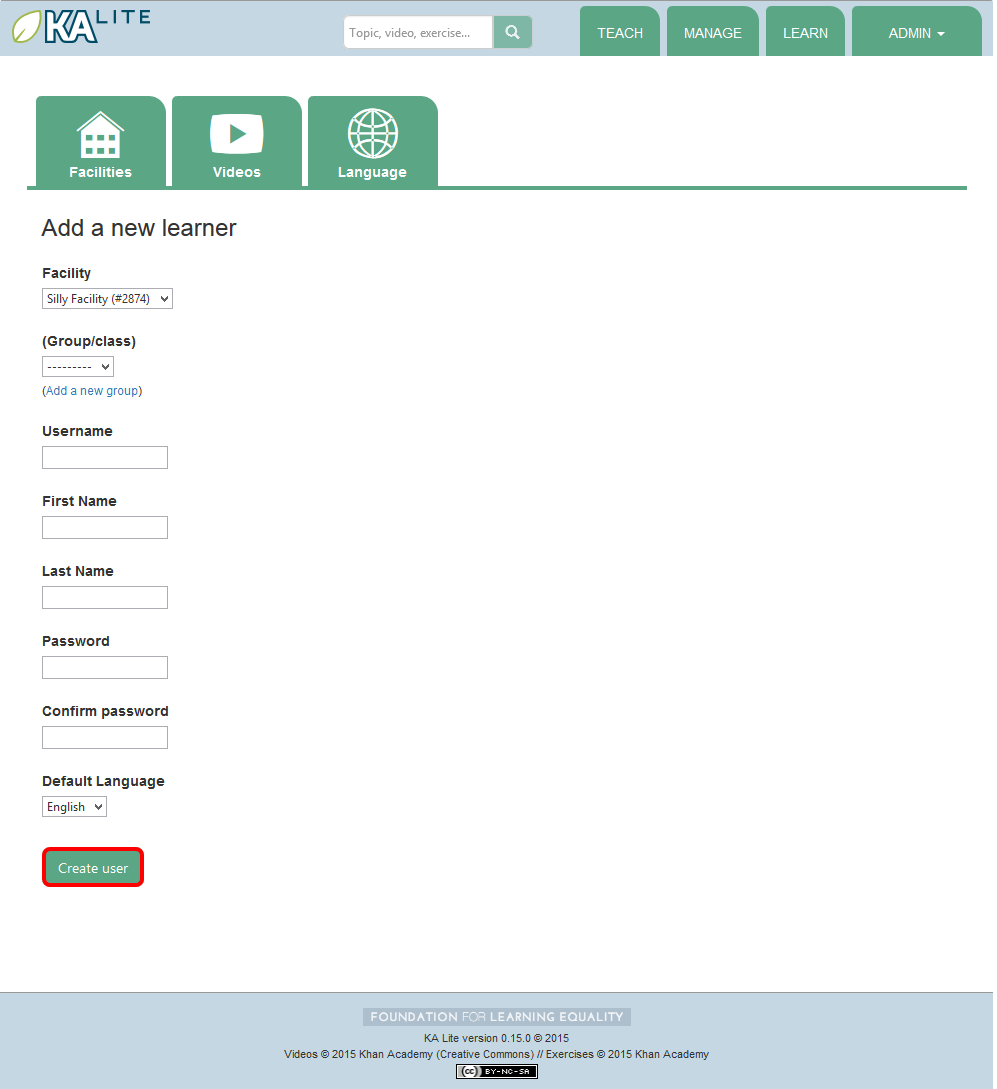 KA LITE
Topic, video, exercise...
TEACH
MANAGE
LEARN
ADMIN
Facilities
Videos
Language
Add a new learner
Facility
Silly Facility (#2874)
(Group/class)
---------
(Add a new group)
Username
First Name
Last Name
Password
Confirm password
Default Language
English
Create user
FOUNDATION FOR LEARNING EQUALITY
KA Lite version 0.15.0 © 2015
Videos © 2015 Khan Academy (Creative Commons) // Exercises © 2015 Khan Academy
(cc) BY-NC-SA